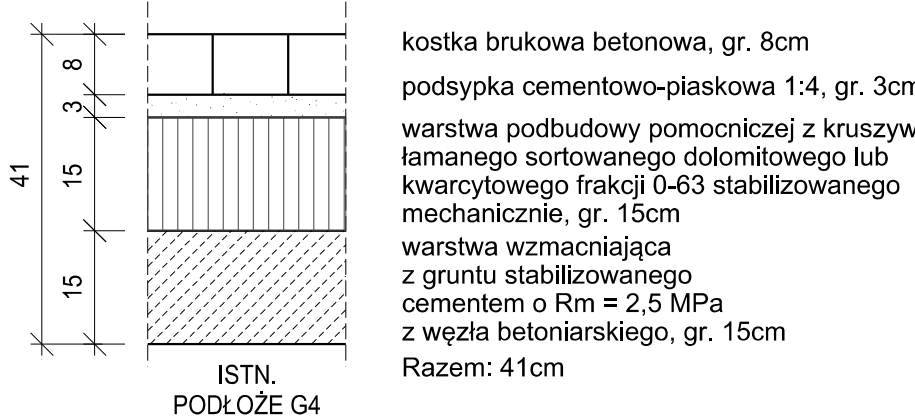 kostka brukowa betonowa, gr. 8cm
podsypka cementowo-piaskowa 1:4, gr. 3cm
warstwa podbudowy pomocniczej z kruszyw
łamanego sortowanego dolomitowego lub
kwarcytowego frakcji 0-63 stabilizowanego
mechanicznie, gr. 15cm
warstwa wzmacniająca
z gruntu stabilizowanego
cementem o Rm = 2,5 MPa
z węzła betoniarskiego, gr. 15cm
Razem: 41cm
41
8
3
15
15
ISTN.
PODŁOŻE G4